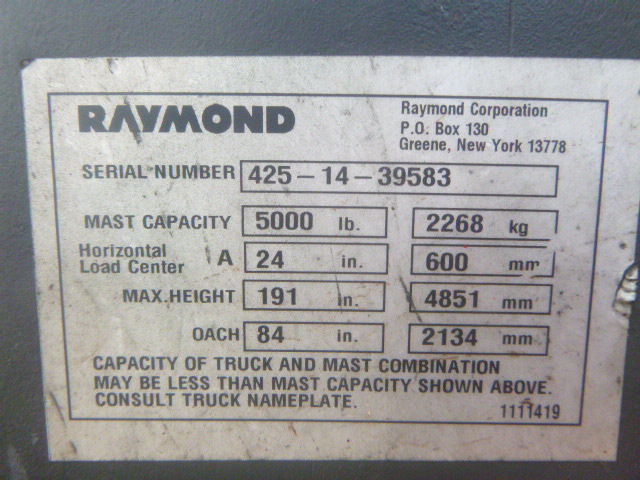 RAYMOND
Raymond Corporation
P.O. Box 130
Greene, New York 13778
SERIAL NUMBER 425-14-39583
MAST CAPACITY 5000 lb. 2268 kg
Horizontal
Load Center A 24 in. 600 mm
MAX.HEIGHT 191 in. 4851 mm
OACH 84 in. 2134 mm
CAPACITY OF TRUCK AND MAST COMBINATION
MAY BE LESS THAN MAST CAPACITY SHOWN ABOVE.
CONSULT TRUCK NAMEPLATE.
1111419